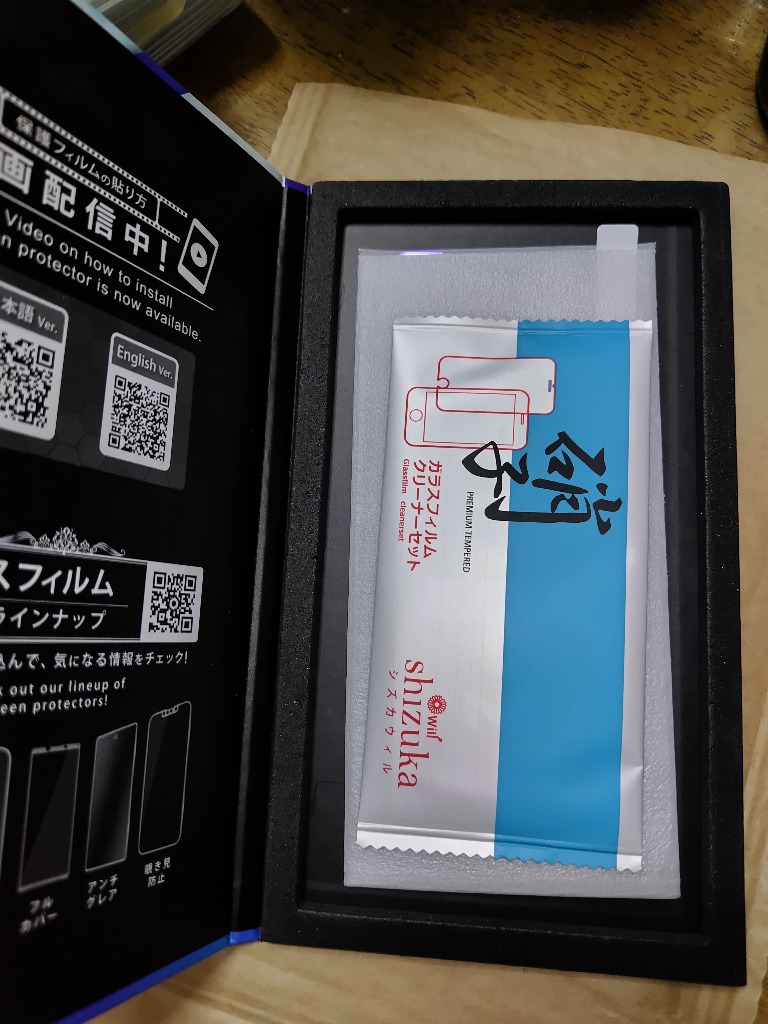 保護フィルムの貼り方
画配信中!
Video on how to install
en protector is now available.
本語 Ver.
English Ver.
スフィルム
ラインナップ
込んで、気になる情報をチェック!
k out our lineup of
een protectors!
フル
カバー
アンチ
グレア
覗き見
防止
硝子
PREMIUM TEMPERED
ガラスフィルム
クリーナーセット
Glassfilm cleanerset
shizuka
will
シズカウィル